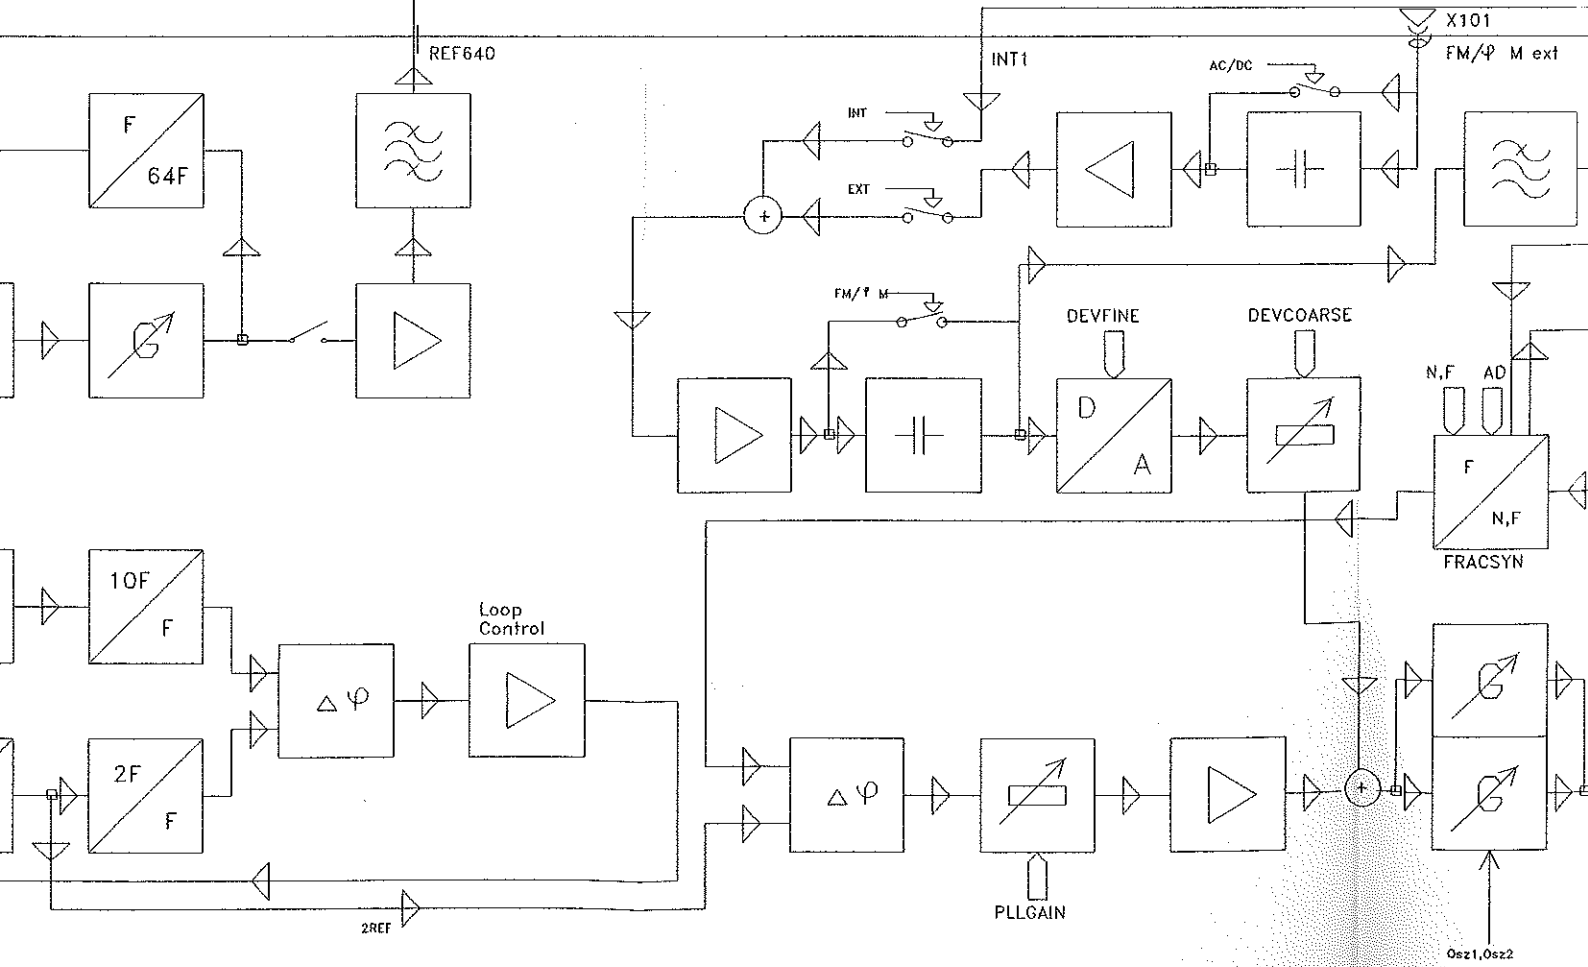 X101
REF640
FM/φ M ext
INT1
AC/DC
INT
F
64F
EXT
+
FM/φ M
DEVFINE
DEVCOARSE
N,F
AD
G
D
A
F
N,F
FRACSYN
10F
F
Loop
Control
Δ φ
G
2F
F
Δ φ
G
+
PLLGAIN
2REF
Osz1,Osz2